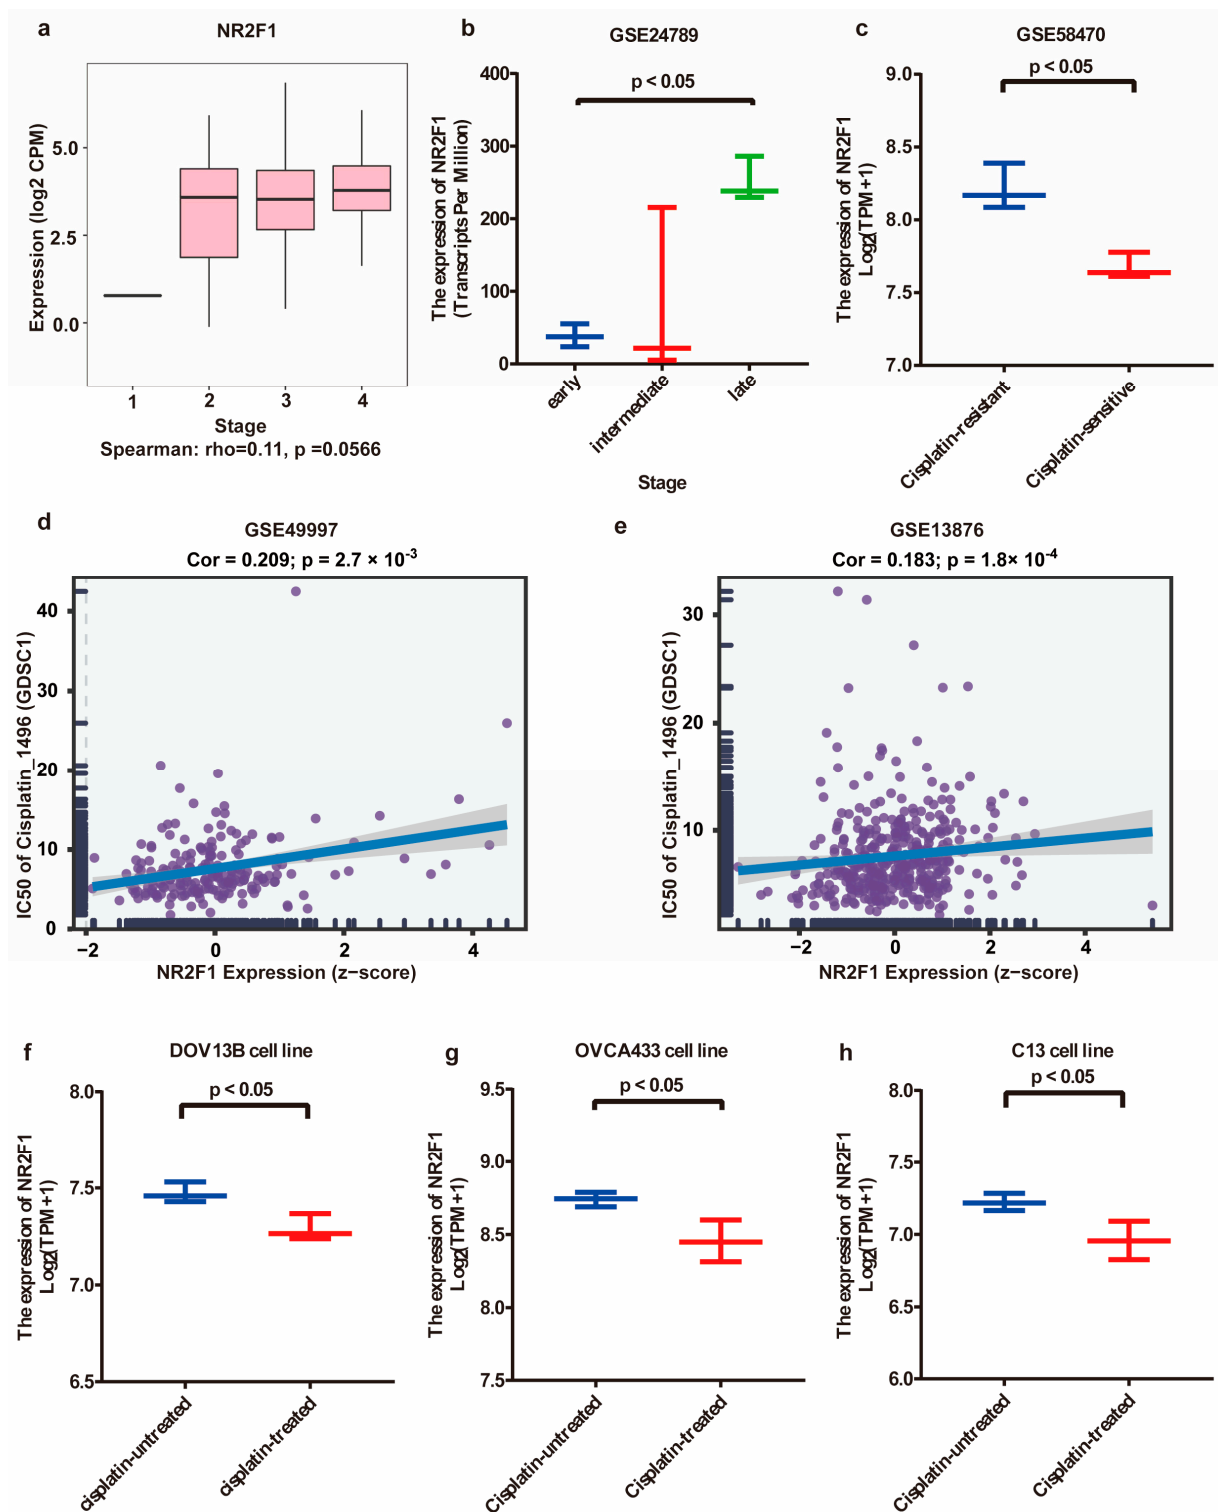 a
NR2F1
Expression (log2 CPM)
5.0
2.5
0.0
1 2 3 4
Stage
Spearman: rho=0.11, p =0.0566
b
GSE24789
The expression of NR2F1
(Transcripts Per Million)
400
300
200
100
0
p < 0.05
early intermediate late
Stage
c
GSE58470
The expression of NR2F1
Log2(TPM+1)
9.0
8.5
8.0
7.5
7.0
p < 0.05
Cisplatin-resistant Cisplatin-sensitive
d
GSE49997
Cor = 0.209; p = 2.7 × 10-3
IC50 of Cisplatin_1496 (GDSC1)
40
30
20
10
0
−2 0 2 4
NR2F1 Expression (z−score)
e
GSE13876
Cor = 0.183; p = 1.8× 10-4
IC50 of Cisplatin_1496 (GDSC1)
30
20
10
−2 0 2 4
NR2F1 Expression (z−score)
f
DOV13B cell line
The expression of NR2F1
Log2(TPM+1)
8.0
7.5
7.0
6.5
p < 0.05
cisplatin-untreated cisplatin-treated
g
OVCA433 cell line
The expression of NR2F1
Log2(TPM+1)
9.5
9.0
8.5
8.0
7.5
p < 0.05
Cisplatin-untreated Cisplatin-treated
h
C13 cell line
The expression of NR2F1
Log2(TPM+1)
8.0
7.5
7.0
6.5
6.0
p < 0.05
Cisplatin-untreated Cisplatin-treated